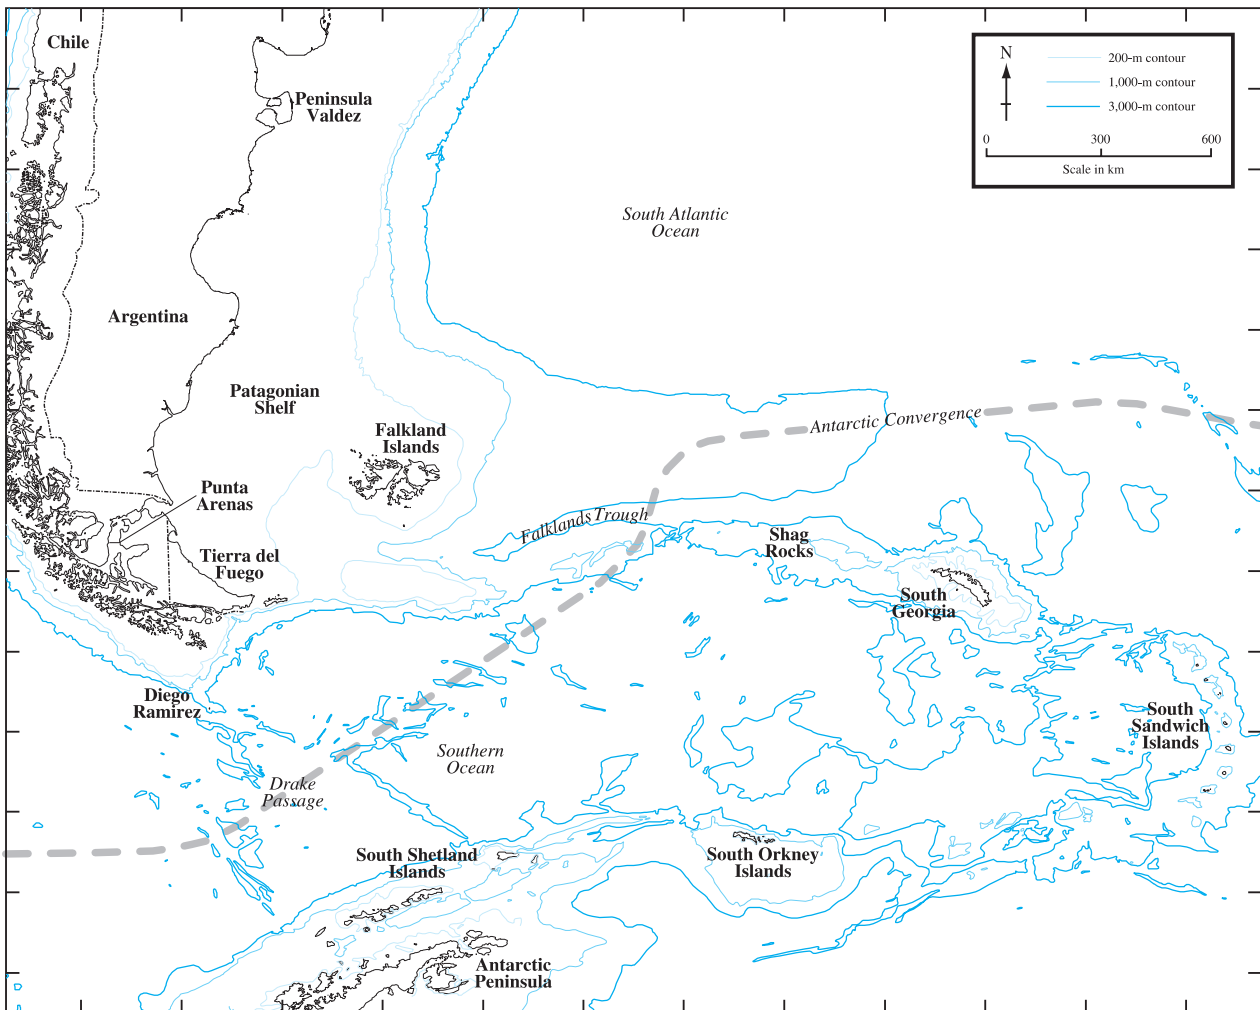 Chile
Peninsula
Valdez
N
200-m contour
1,000-m contour
3,000-m contour
0 300 600
Scale in km
South Atlantic
Ocean
Argentina
Patagonian
Shelf
Falkland
Islands
Antarctic Convergence
Punta
Arenas
Falklands Trough
Shag
Rocks
Tierra del
Fuego
South
Georgia
Diego
Ramirez
South
Sandwich
Islands
Southern
Ocean
Drake
Passage
South Shetland
Islands
South Orkney
Islands
Antarctic
Peninsula